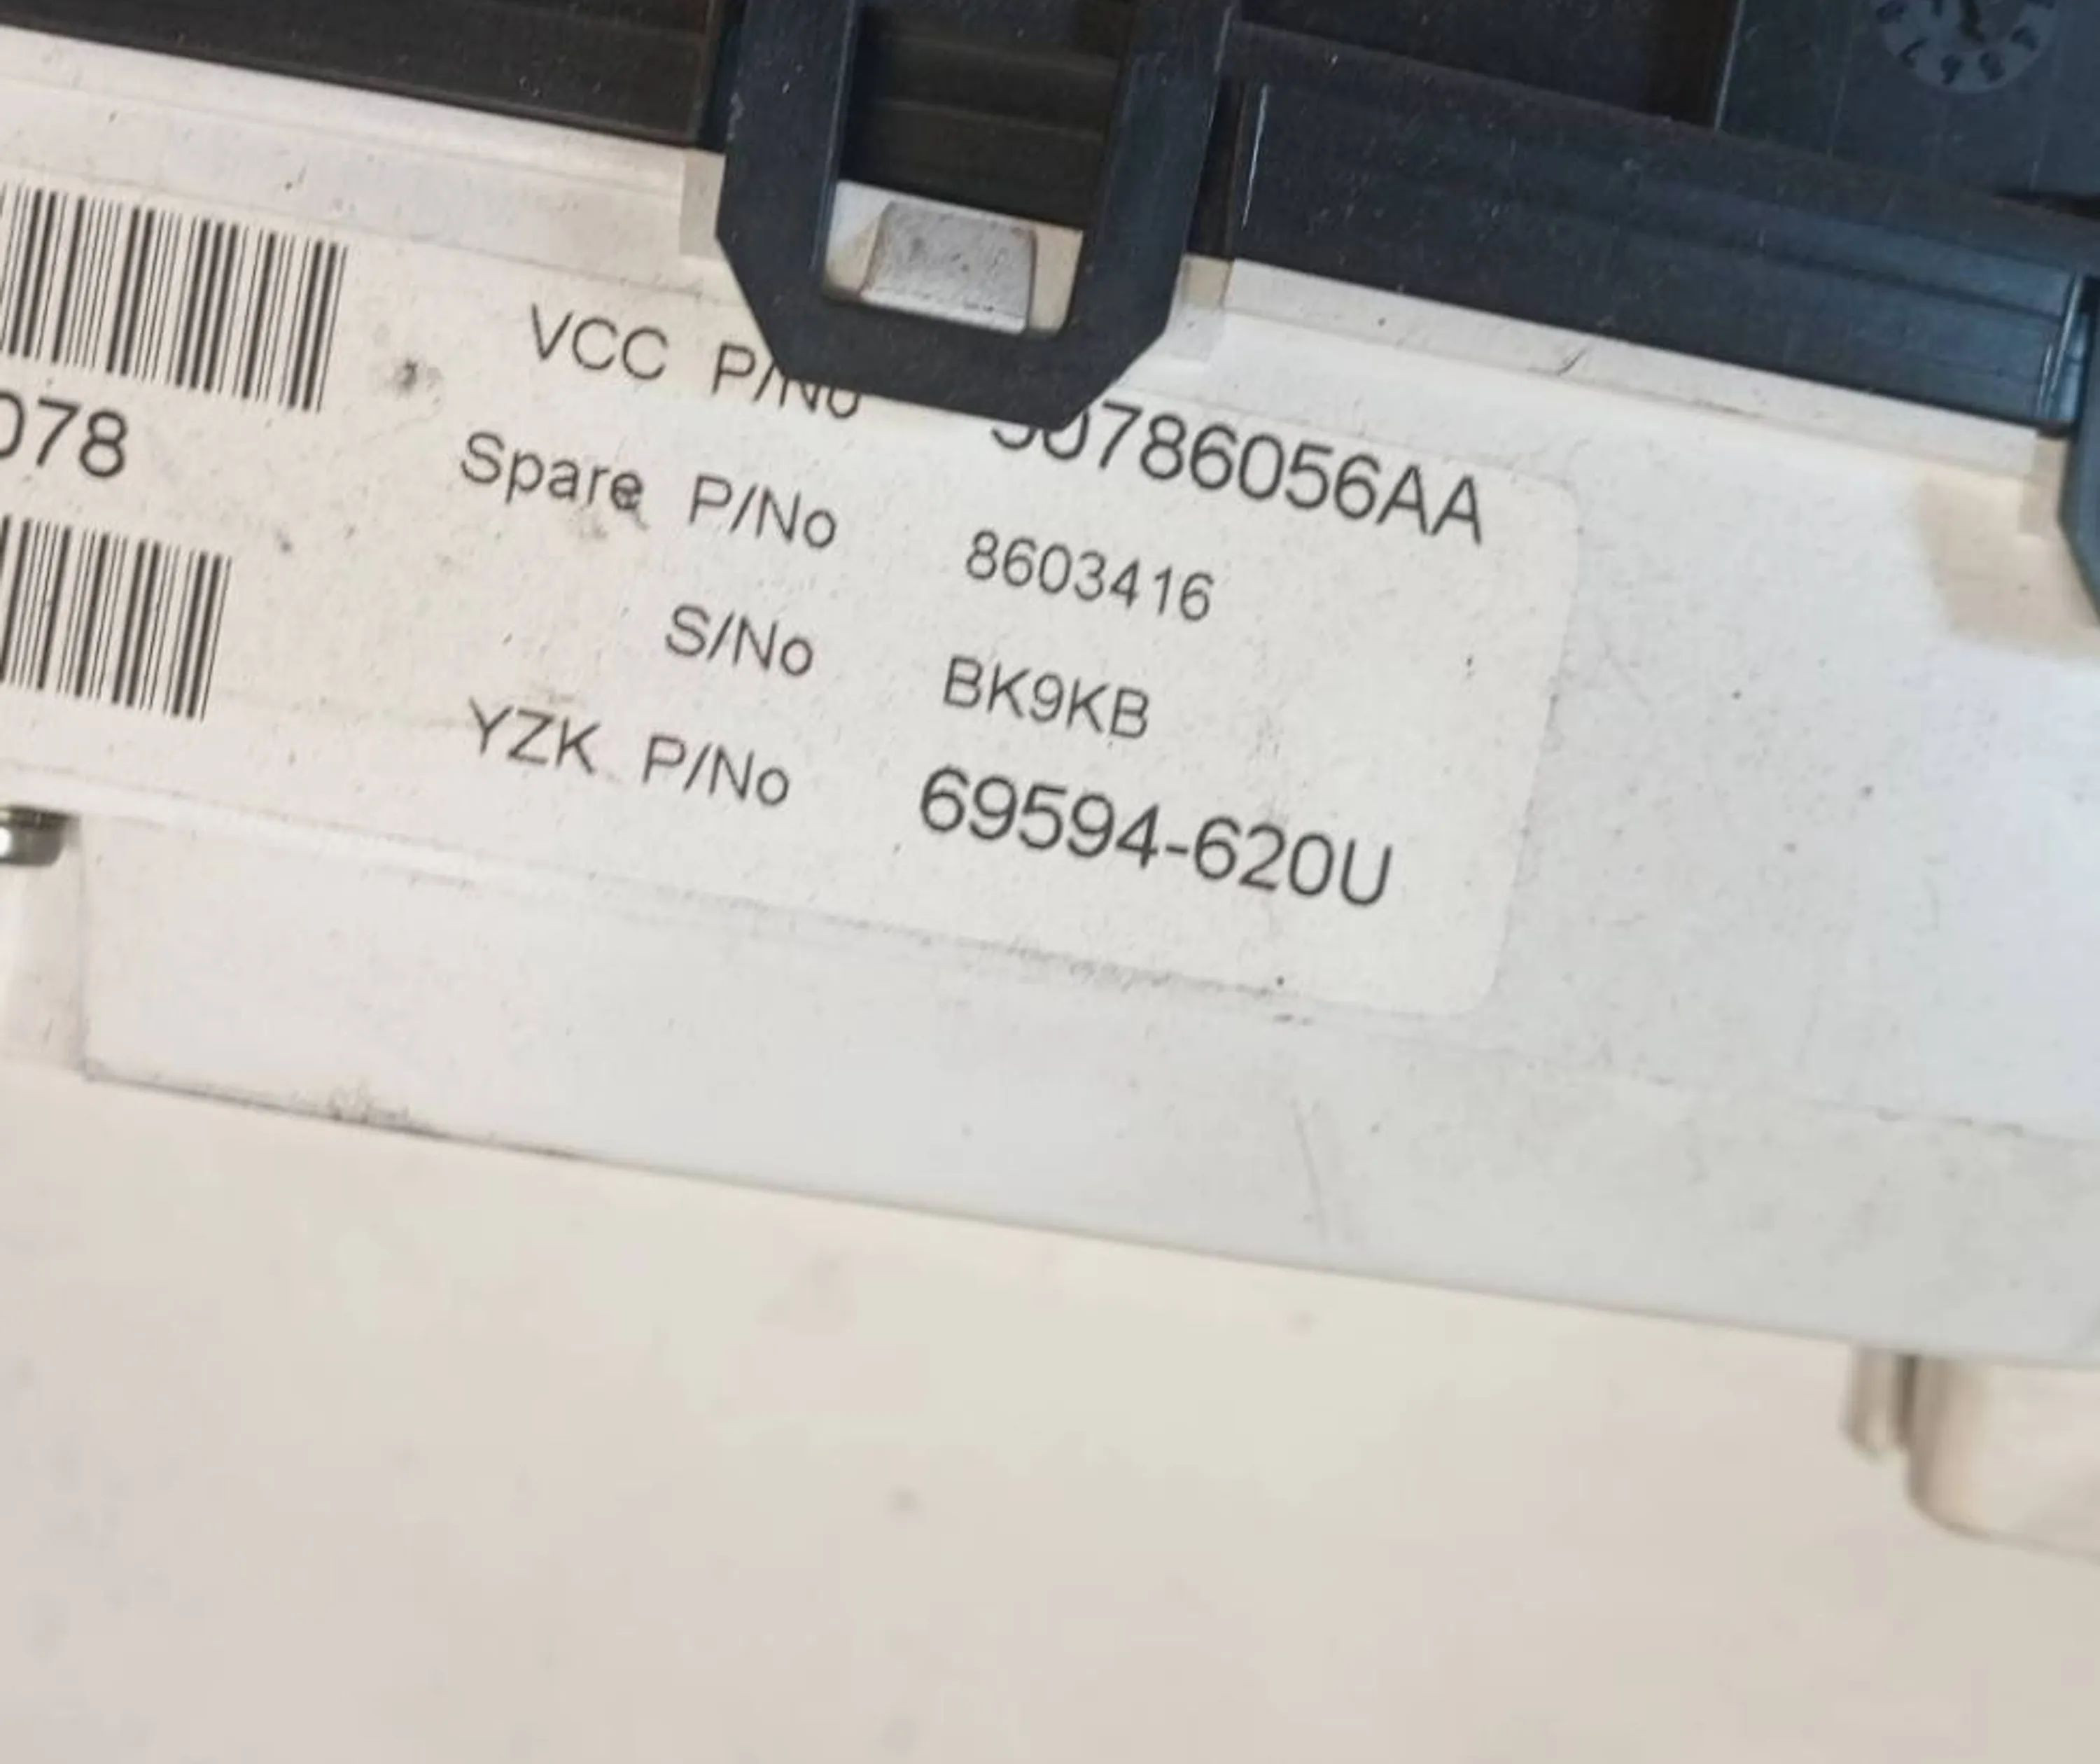 VCC P/No 30786056AA
078
Spare P/No 8603416
S/No BK9KB
YZK P/No 69594-620U